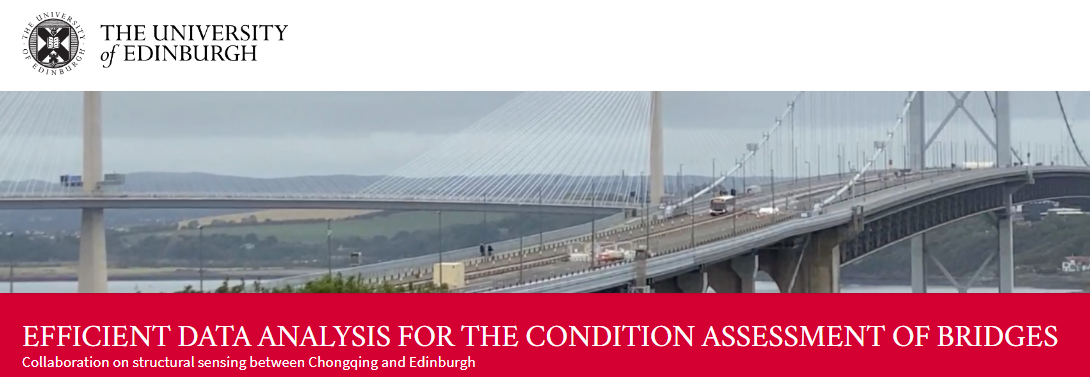 THE UNIVERSITY OF EDINBURGH
THE UNIVERSITY
of EDINBURGH
EFFICIENT DATA ANALYSIS FOR THE CONDITION ASSESSMENT OF BRIDGES
Collaboration on structural sensing between Chongqing and Edinburgh